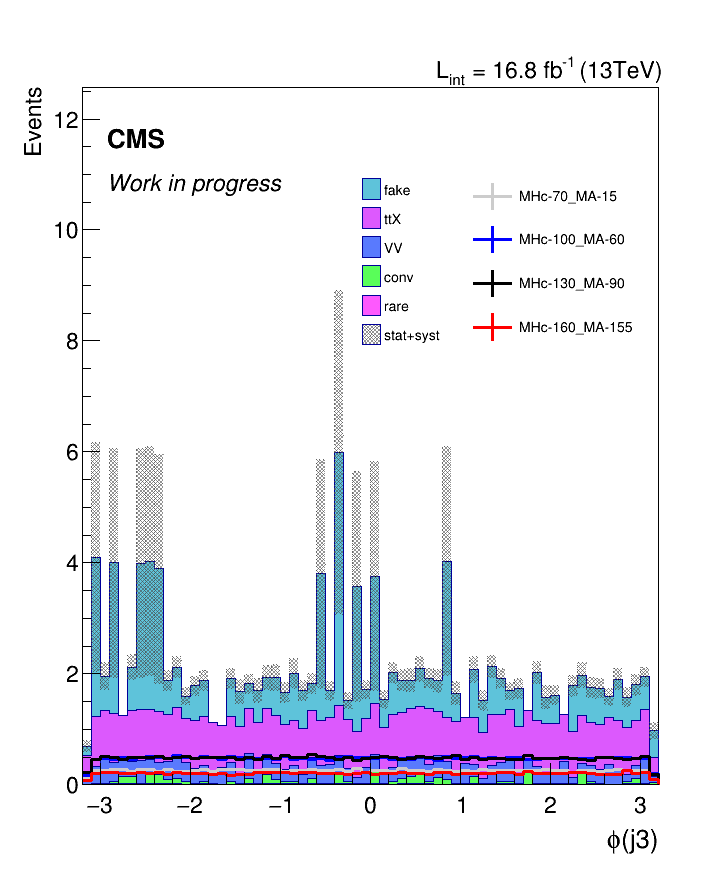 L_int = 16.8 fb^-1 (13TeV)
Events
CMS
Work in progress
fake
ttX
VV
conv
rare
stat+syst
MHc-70_MA-15
MHc-100_MA-60
MHc-130_MA-90
MHc-160_MA-155
12
10
8
6
4
2
0
−3 −2 −1 0 1 2 3
ϕ(j3)